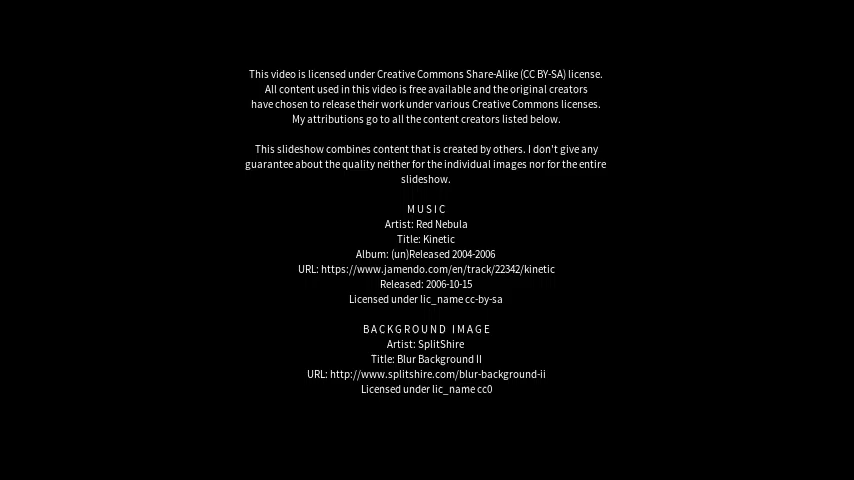 This video is licensed under Creative Commons Share-Alike (CC BY-SA) license.
All content used in this video is free available and the original creators
have chosen to release their work under various Creative Commons licenses.
My attributions go to all the content creators listed below.
This slideshow combines content that is created by others. I don't give any
guarantee about the quality neither for the individual images nor for the entire
slideshow.
MUSIC
Artist: Red Nebula
Title: Kinetic
Album: (un)Released 2004-2006
URL: https://www.jamendo.com/en/track/22342/kinetic
Released: 2006-10-15
Licensed under lic_name cc-by-sa
BACKGROUND IMAGE
Artist: SplitShire
Title: Blur Background II
URL: http://www.splitshire.com/blur-background-ii
Licensed under lic_name cc0